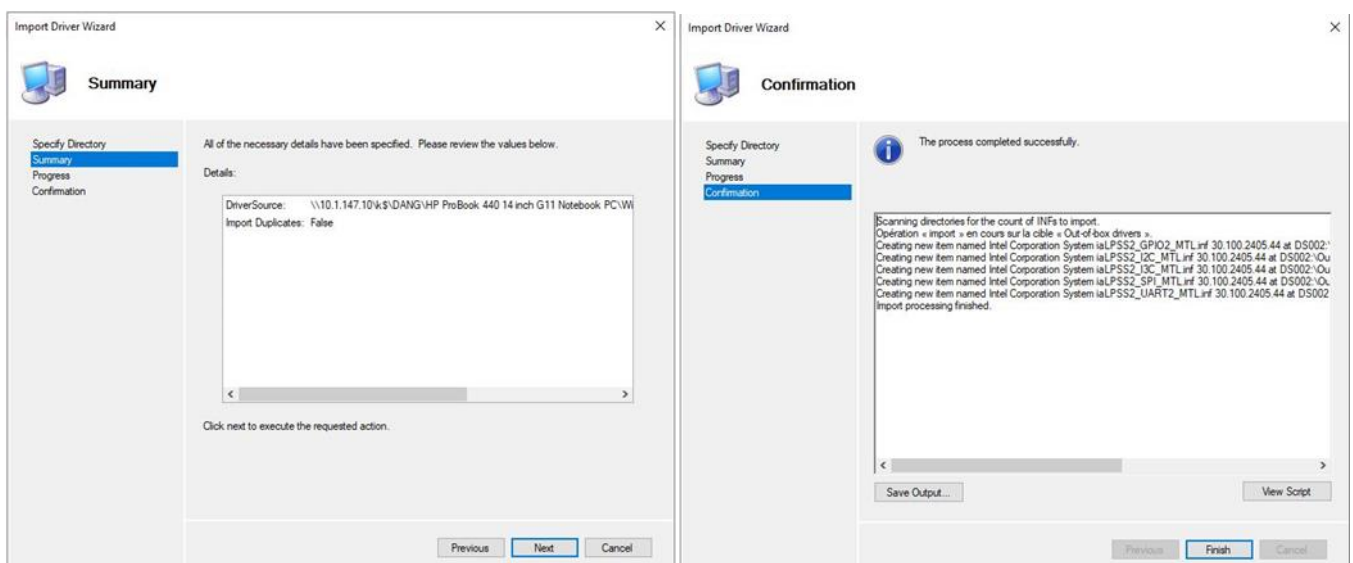 Import Driver Wizard
Summary
Specify Directory
Summary
Progress
Confirmation
All of the necessary details have been specified. Please review the values below.
Details:
DriverSource: \\10.1.147.10\k$\DANG\HP ProBook 440 14 inch G11 Notebook PC\Wi
Import Duplicates: False
Click next to execute the requested action.
Previous
Next
Cancel
Import Driver Wizard
Confirmation
Specify Directory
Summary
Progress
Confirmation
The process completed successfully.
Scanning directories for the count of INFs to import.
Opération « import » en cours sur la cible « Out-of-box drivers ».
Creating new item named Intel Corporation System iaLPSS2_GPIO2_MTL.inf 30.100.2405.44 at DS002:'
Creating new item named Intel Corporation System iaLPSS2_I2C_MTL.inf 30.100.2405.44 at DS002:\Ou
Creating new item named Intel Corporation System iaLPSS2_I3C_MTL.inf 30.100.2405.44 at DS002:\Ou
Creating new item named Intel Corporation System iaLPSS2_SPI_MTL.inf 30.100.2405.44 at DS002:\Ou
Creating new item named Intel Corporation System iaLPSS2_UART2_MTL.inf 30.100.2405.44 at DS002
Import processing finished.
Save Output...
View Script
Previous
Finish
Cancel